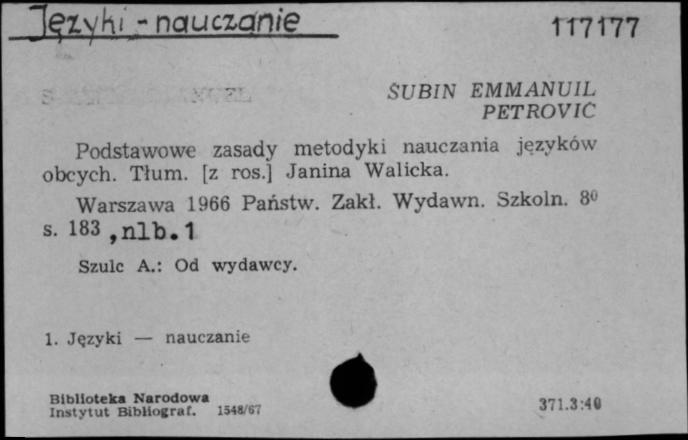 Języki - nauczanie
117177
SUBIN EMMANUIL
PETROVIC
Podstawowe zasady metodyki nauczania języków
obcych. Tłum. [z ros.] Janina Walicka.
Warszawa 1966 Państw. Zakł. Wydawn. Szkoln. 8⁰
s. 183 ,nlb.1
Szulc A.: Od wydawcy.
1. Języki — nauczanie
Biblioteka Narodowa
Instytut Bibliograf. 1548/67
371.3:40